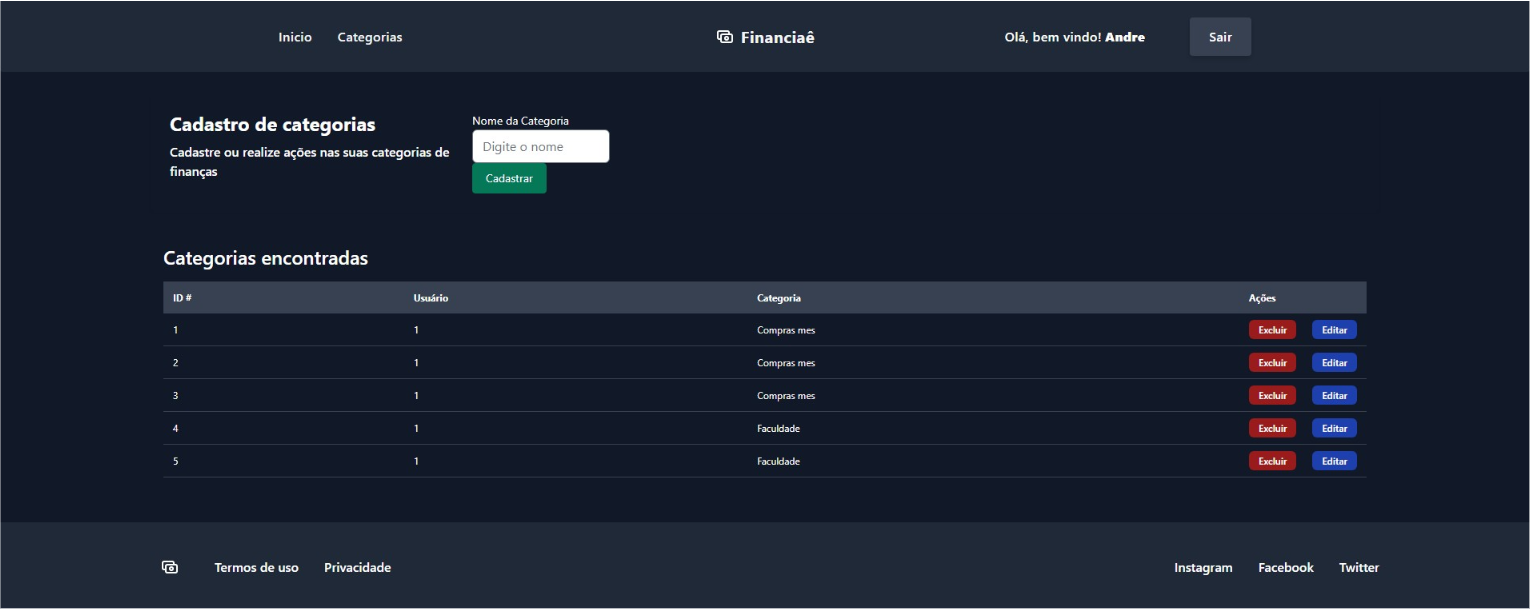 Inicio Categorias Financiaê Olá, bem vindo! Andre Sair
Cadastro de categorias
Cadastre ou realize ações nas suas categorias de
finanças
Nome da Categoria
Digite o nome
Cadastrar
Categorias encontradas
ID # Usuário Categoria Ações
1 1 Compras mes Excluir Editar
2 1 Compras mes Excluir Editar
3 1 Compras mes Excluir Editar
4 1 Faculdade Excluir Editar
5 1 Faculdade Excluir Editar
Termos de uso Privacidade Instagram Facebook Twitter